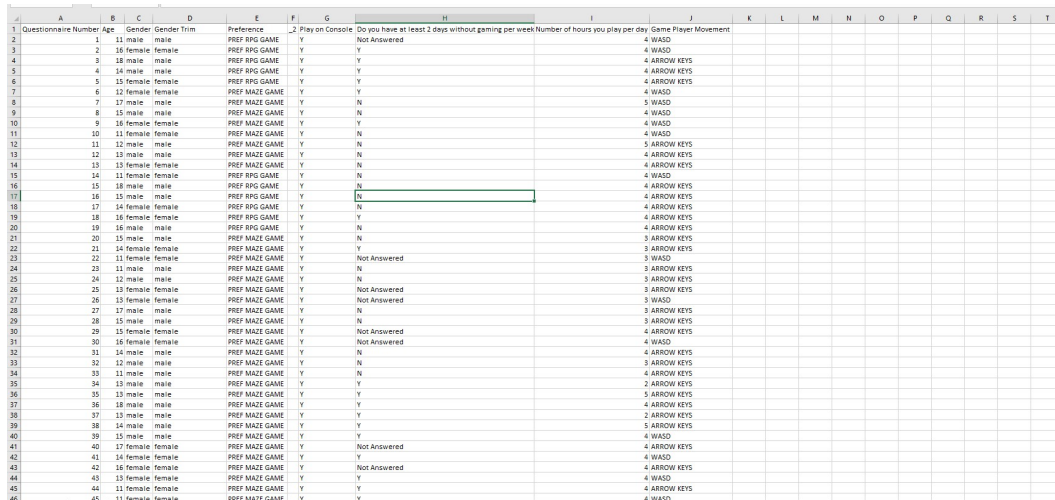 A B C D E F G H I J K L M N O P Q R S T
1 Questionnaire Number Age Gender Gender Trim Preference _2 Play on Console Do you have at least 2 days without gaming per week Number of hours you play per day Game Player Movement
2 1 11 male male PREF RPG GAME Y Not Answered 4 WASD
3 2 16 female female PREF RPG GAME Y Y 4 WASD
4 3 18 male male PREF RPG GAME Y Y 4 ARROW KEYS
5 4 14 male male PREF RPG GAME Y Y 4 ARROW KEYS
6 5 15 female female PREF RPG GAME Y Y 4 ARROW KEYS
7 6 12 female female PREF MAZE GAME Y Y 4 WASD
8 7 17 male male PREF MAZE GAME Y N 5 WASD
9 8 15 male male PREF MAZE GAME Y N 4 WASD
10 9 16 female female PREF MAZE GAME Y Y 4 WASD
11 10 11 female female PREF MAZE GAME Y N 4 WASD
12 11 12 male male PREF MAZE GAME Y N 5 ARROW KEYS
13 12 13 male male PREF MAZE GAME Y N 4 ARROW KEYS
14 13 13 female female PREF MAZE GAME Y N 4 ARROW KEYS
15 14 11 female female PREF RPG GAME Y N 4 WASD
16 15 18 male male PREF RPG GAME Y N 4 ARROW KEYS
17 16 15 male male PREF RPG GAME Y N 4 ARROW KEYS
18 17 14 female female PREF RPG GAME Y N 4 ARROW KEYS
19 18 16 female female PREF RPG GAME Y Y 4 ARROW KEYS
20 19 16 male male PREF RPG GAME Y N 4 ARROW KEYS
21 20 15 male male PREF MAZE GAME Y N 3 ARROW KEYS
22 21 14 female female PREF MAZE GAME Y Y 3 ARROW KEYS
23 22 11 female female PREF MAZE GAME Y Not Answered 3 WASD
24 23 11 male male PREF MAZE GAME Y N 3 ARROW KEYS
25 24 12 male male PREF MAZE GAME Y N 3 ARROW KEYS
26 25 13 female female PREF MAZE GAME Y Not Answered 3 ARROW KEYS
27 26 13 female female PREF MAZE GAME Y Not Answered 3 WASD
28 27 17 male male PREF MAZE GAME Y N 3 ARROW KEYS
29 28 15 male male PREF MAZE GAME Y N 3 ARROW KEYS
30 29 15 female female PREF MAZE GAME Y Not Answered 4 ARROW KEYS
31 30 16 female female PREF MAZE GAME Y Not Answered 4 WASD
32 31 14 male male PREF MAZE GAME Y N 4 ARROW KEYS
33 32 12 male male PREF MAZE GAME Y N 3 ARROW KEYS
34 33 11 male male PREF MAZE GAME Y N 4 ARROW KEYS
35 34 13 female female PREF MAZE GAME Y Y 2 ARROW KEYS
36 35 13 male male PREF MAZE GAME Y Y 5 ARROW KEYS
37 36 18 male male PREF MAZE GAME Y Y 4 ARROW KEYS
38 37 13 male male PREF MAZE GAME Y Y 2 ARROW KEYS
39 38 14 male male PREF MAZE GAME Y Y 5 ARROW KEYS
40 39 15 male male PREF MAZE GAME Y Y 4 WASD
41 40 17 female female PREF MAZE GAME Y Not Answered 4 ARROW KEYS
42 41 14 female female PREF MAZE GAME Y Y 4 WASD
43 42 16 female female PREF MAZE GAME Y Not Answered 4 ARROW KEYS
44 43 13 female female PREF MAZE GAME Y Y 4 WASD
45 44 11 female female PREF MAZE GAME Y Y 4 ARROW KEYS
46 45 11 female female PREF MAZE GAME Y Y 4 WASD